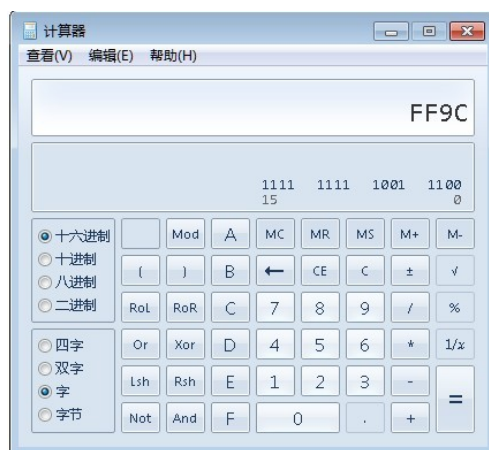 计算器
查看(V) 编辑(E) 帮助(H)
FF9C
1111 1111 1001 1100
15 0
十六进制 Mod A MC MR MS M+ M-
十进制
八进制 ( ) B ← CE C ± √
二进制 RoL RoR C 7 8 9 / %
四字 Or Xor D 4 5 6 * 1/x
双字
字 Lsh Rsh E 1 2 3 - =
字节 Not And F 0 . +